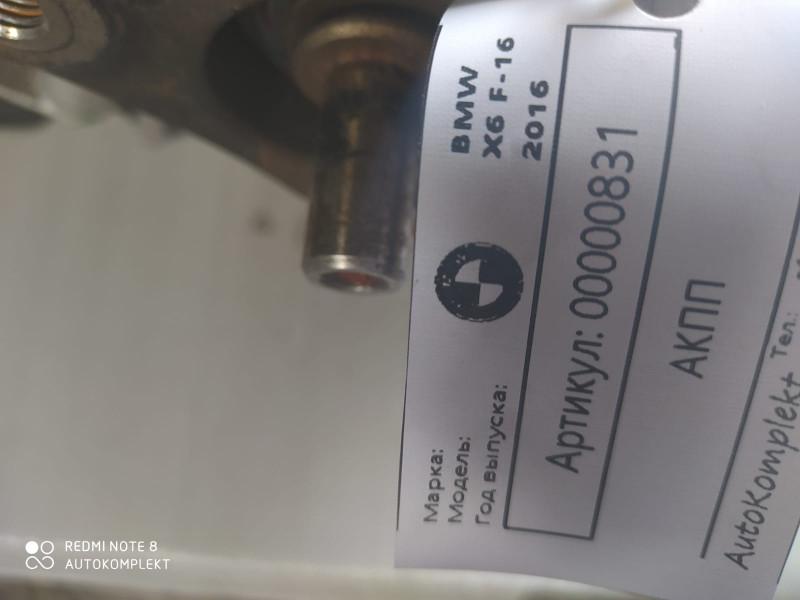 Марка: BMW
Модель: X6 F-16
Год выпуска: 2016
Артикул: 00000831
АКПП
AutoKomplekt Тел.:
REDMI NOTE 8
AUTOKOMPLEKT